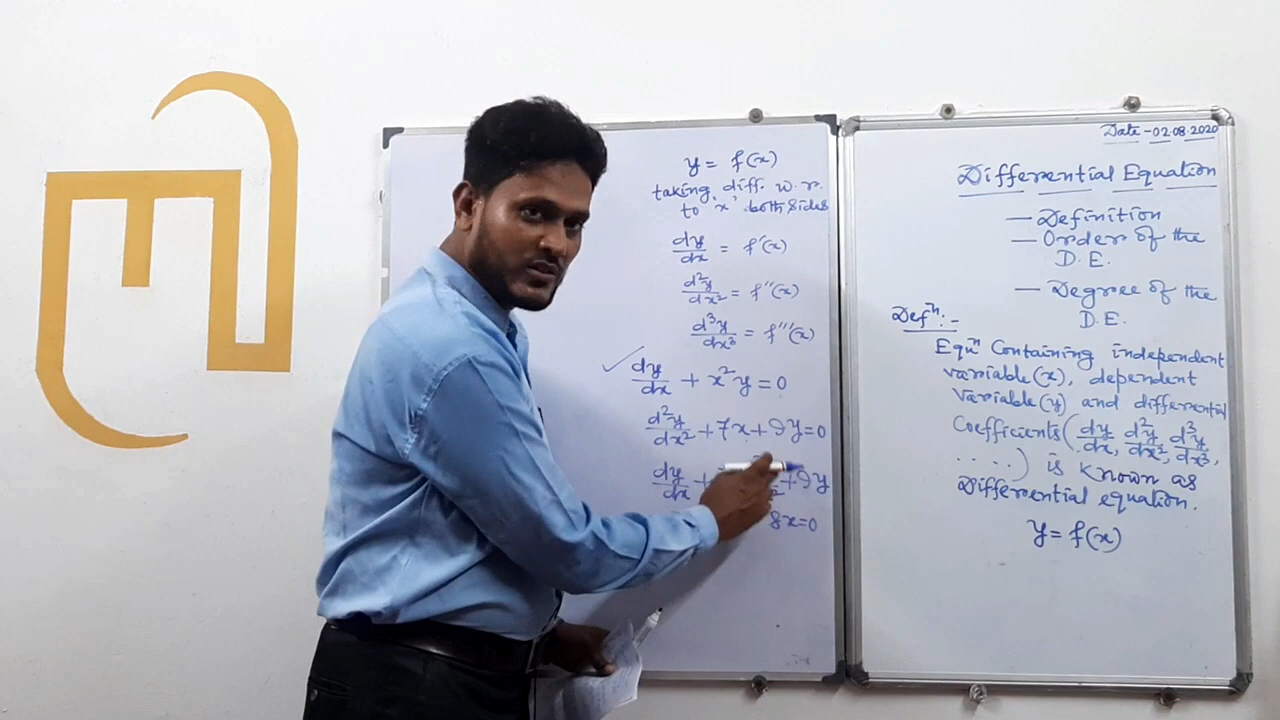 y = f(x)
taking diff. w.r.
to 'x' both sides
dy/dx = f'(x)
d²y/dx² = f''(x)
d³y/dx³ = f'''(x)
✓ dy/dx + x²y = 0
d²y/dx² + 7x + 9y = 0
dy/dx + + 9y
8x = 0
Date - 02.08.2020
Differential Equation
— Definition
— Order of the
D.E.
— Degree of the
D.E.
Defⁿ:-
Equⁿ Containing independent
variable(x), dependent
Variable(y) and differential
Coefficients (dy/dx, d²y/dx², d³y/dx³,
.....) is known as
Differential equation.
y = f(x)